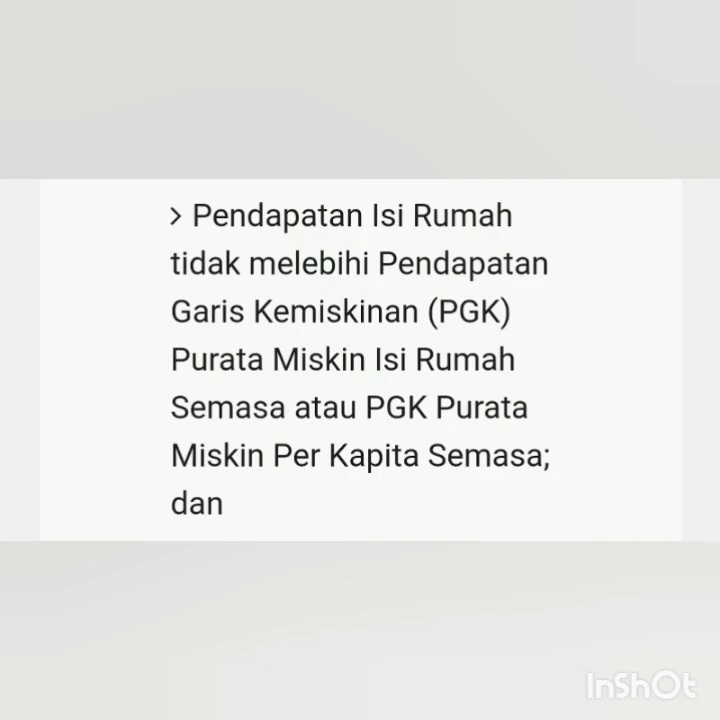 > Pendapatan Isi Rumah
tidak melebihi Pendapatan
Garis Kemiskinan (PGK)
Purata Miskin Isi Rumah
Semasa atau PGK Purata
Miskin Per Kapita Semasa;
dan
InShOt